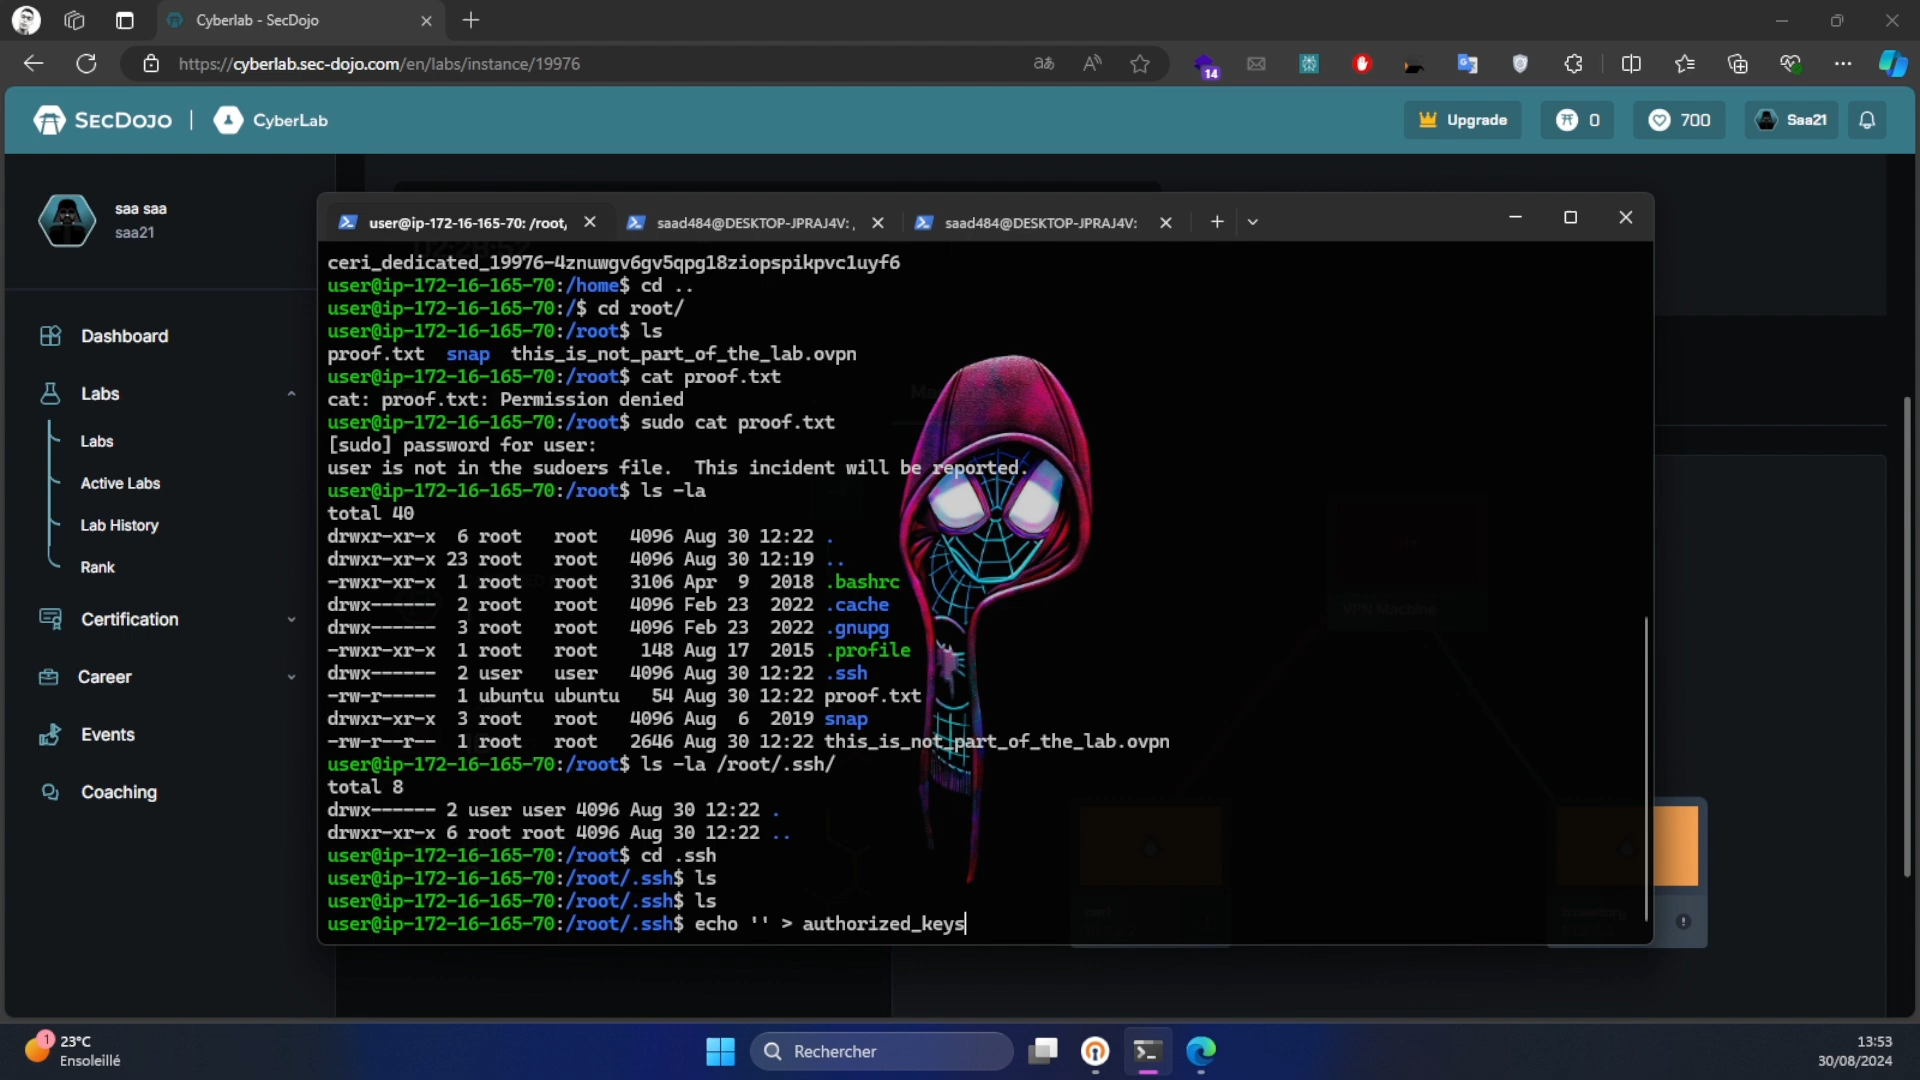 Cyberlab - SecDojo
https://cyberlab.sec-dojo.com/en/labs/instance/19976
14
SECDOJO
CyberLab
Upgrade
0
700
Saa21
saa saa
saa21
Dashboard
Labs
Labs
Active Labs
Lab History
Rank
Certification
Career
Events
Coaching
user@ip-172-16-165-70: /root,
saad484@DESKTOP-JPRAJ4V: ,
saad484@DESKTOP-JPRAJ4V:
ceri_dedicated_19976-4znuwgv6gv5qpg18ziopspikpvc1uyf6
user@ip-172-16-165-70:/home$ cd ..
user@ip-172-16-165-70:/$ cd root/
user@ip-172-16-165-70:/root$ ls
proof.txt  snap  this_is_not_part_of_the_lab.ovpn
user@ip-172-16-165-70:/root$ cat proof.txt
cat: proof.txt: Permission denied
user@ip-172-16-165-70:/root$ sudo cat proof.txt
[sudo] password for user:
user is not in the sudoers file.  This incident will be reported.
user@ip-172-16-165-70:/root$ ls -la
total 40
drwxr-xr-x  6 root   root   4096 Aug 30 12:22 .
drwxr-xr-x 23 root   root   4096 Aug 30 12:19 ..
-rwxr-xr-x  1 root   root   3106 Apr  9  2018 .bashrc
drwx------  2 root   root   4096 Feb 23  2022 .cache
drwx------  3 root   root   4096 Feb 23  2022 .gnupg
-rwxr-xr-x  1 root   root    148 Aug 17  2015 .profile
drwx------  2 user   user   4096 Aug 30 12:22 .ssh
-rw-r-----  1 ubuntu ubuntu   54 Aug 30 12:22 proof.txt
drwxr-xr-x  3 root   root   4096 Aug  6  2019 snap
-rw-r--r--  1 root   root   2646 Aug 30 12:22 this_is_not_part_of_the_lab.ovpn
user@ip-172-16-165-70:/root$ ls -la /root/.ssh/
total 8
drwx------ 2 user user 4096 Aug 30 12:22 .
drwxr-xr-x 6 root root 4096 Aug 30 12:22 ..
user@ip-172-16-165-70:/root$ cd .ssh
user@ip-172-16-165-70:/root/.ssh$ ls
user@ip-172-16-165-70:/root/.ssh$ ls
user@ip-172-16-165-70:/root/.ssh$ echo '' > authorized_keys
VPN Machine
1
23°C
Ensoleillé
Rechercher
13:53
30/08/2024